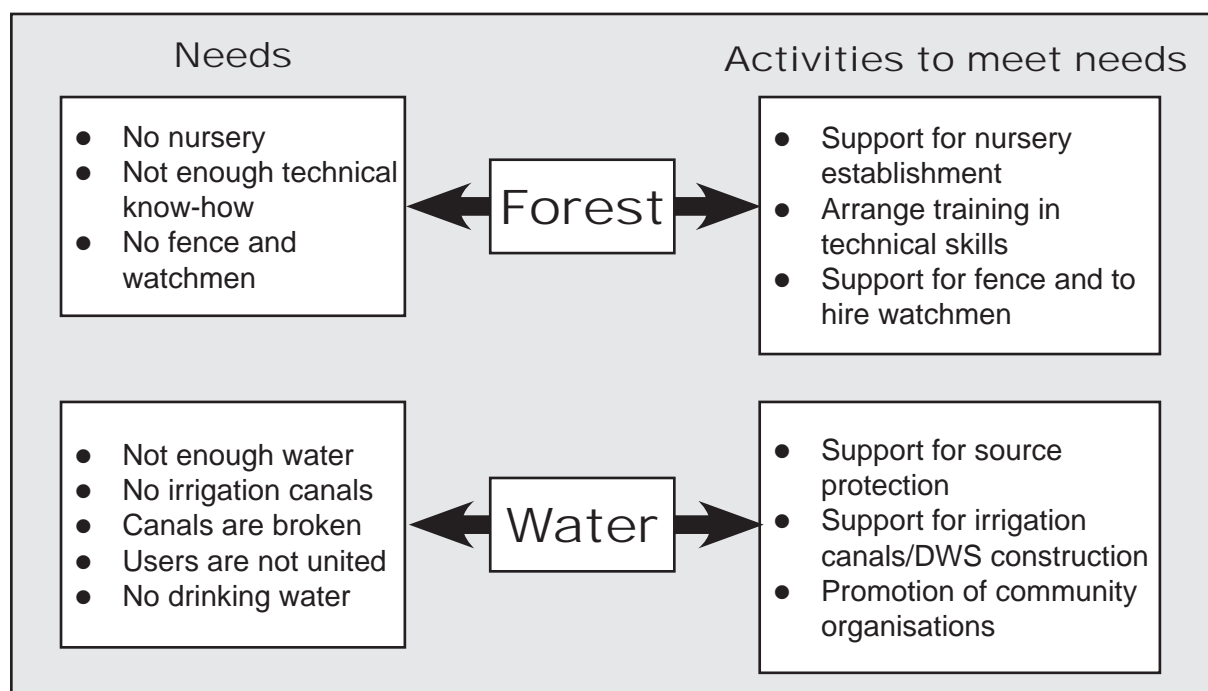 Needs
Activities to meet needs
● No nursery
● Not enough technical
know-how
● No fence and
watchmen
Forest
● Support for nursery
establishment
● Arrange training in
technical skills
● Support for fence and to
hire watchmen
● Not enough water
● No irrigation canals
● Canals are broken
● Users are not united
● No drinking water
Water
● Support for source
protection
● Support for irrigation
canals/DWS construction
● Promotion of community
organisations